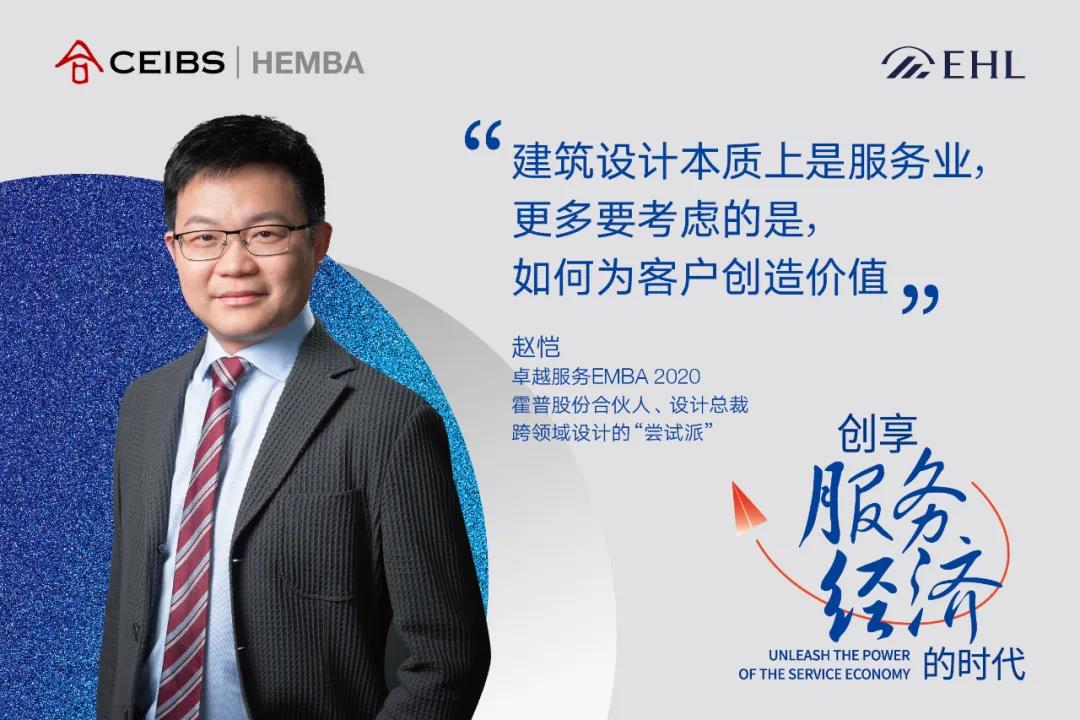 CEIBS | HEMBA
EHL
“建筑设计本质上是服务业，
更多要考虑的是，
如何为客户创造价值”
赵恺
卓越服务EMBA 2020
霍普股份合伙人、设计总裁
跨领域设计的“尝试派”
创享
服务
经济
的时代
UNLEASH THE POWER
OF THE SERVICE ECONOMY